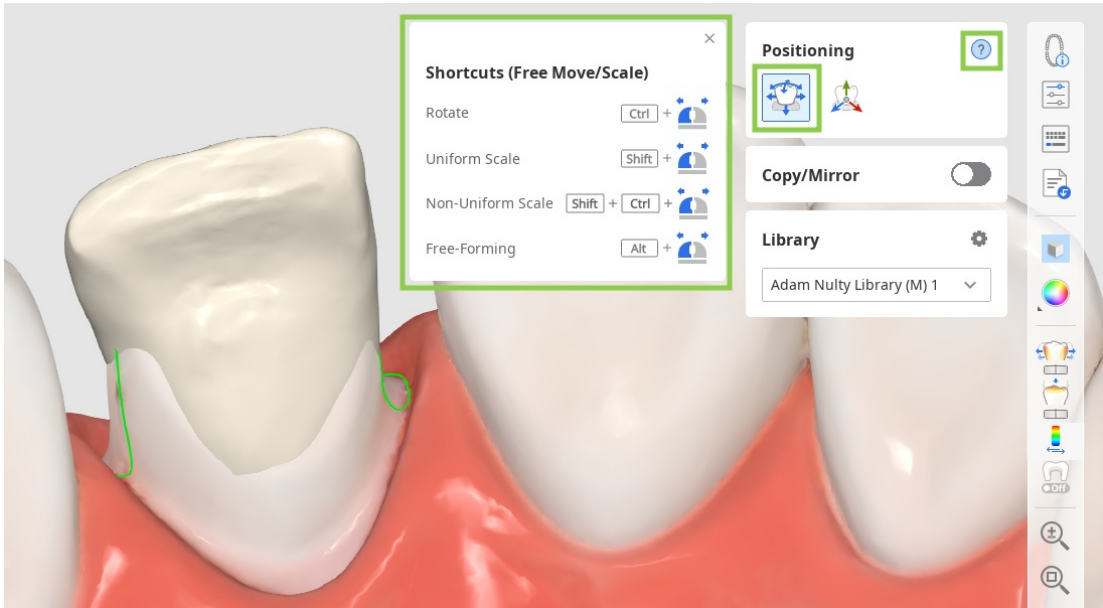 Shortcuts (Free Move/Scale)
Rotate Ctrl +
Uniform Scale Shift +
Non-Uniform Scale Shift + Ctrl +
Free-Forming Alt +
Positioning ?
Copy/Mirror
Library
Adam Nulty Library (M) 1
Off